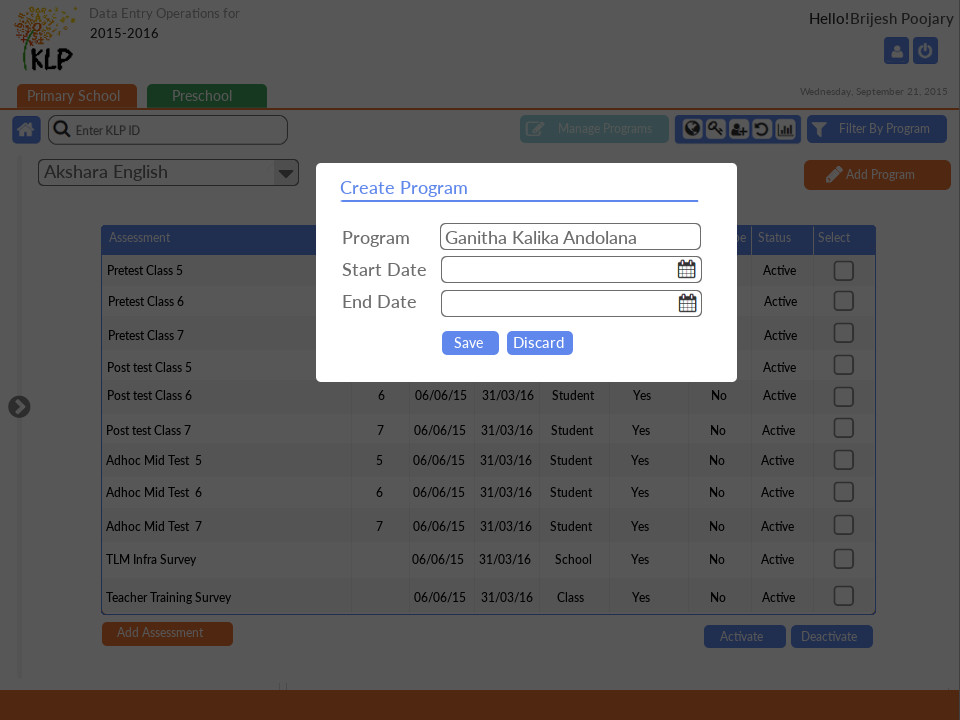 Data Entry Operations for
2015-2016
KLP
Hello!Brijesh Poojary
Primary School
Preschool
Wednesday, September 21, 2015
Enter KLP ID
Manage Programs
Filter By Program
Akshara English
Add Program
Create Program
Program Ganitha Kalika Andolana
Start Date
End Date
Save Discard
Assessment Status Select
Pretest Class 5 Active
Pretest Class 6 Active
Pretest Class 7 Active
Post test Class 5 Active
Post test Class 6 6 06/06/15 31/03/16 Student Yes No Active
Post test Class 7 7 06/06/15 31/03/16 Student Yes No Active
Adhoc Mid Test 5 5 06/06/15 31/03/16 Student Yes No Active
Adhoc Mid Test 6 6 06/06/15 31/03/16 Student Yes No Active
Adhoc Mid Test 7 7 06/06/15 31/03/16 Student Yes No Active
TLM Infra Survey 06/06/15 31/03/16 School Yes No Active
Teacher Training Survey 06/06/15 31/03/16 Class Yes No Active
Add Assessment
Activate Deactivate